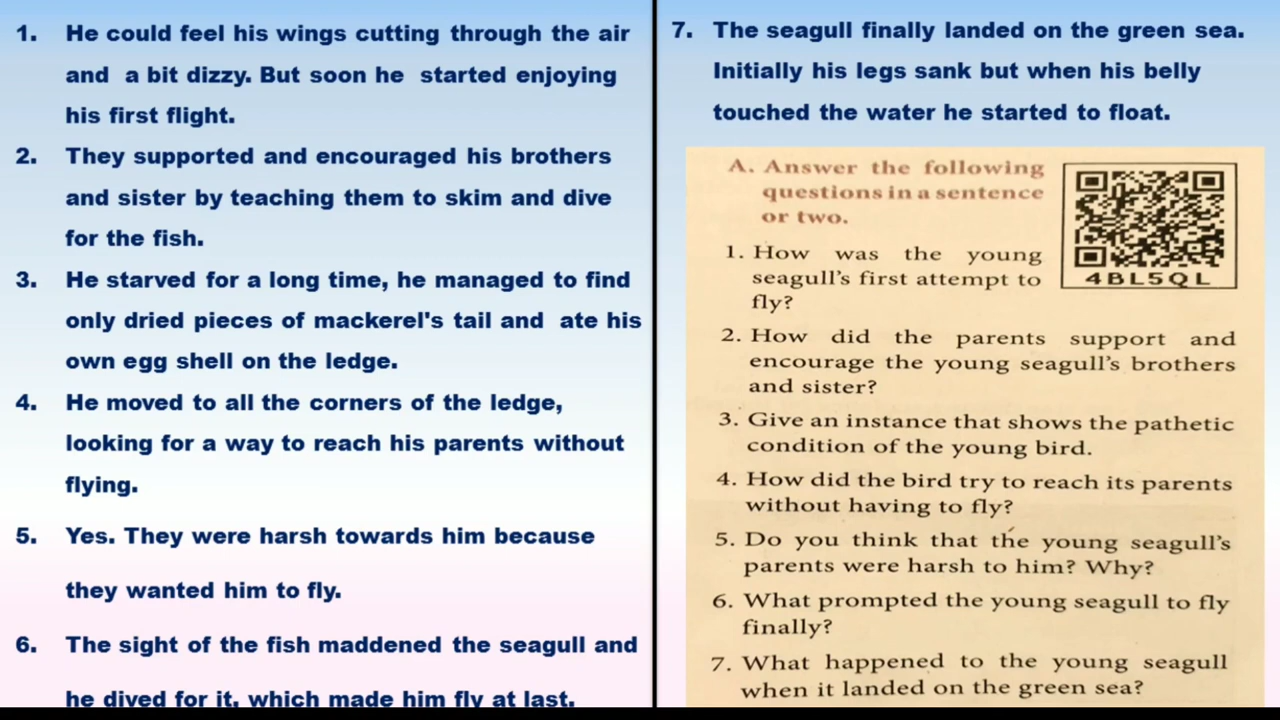 1. He could feel his wings cutting through the air
and a bit dizzy. But soon he started enjoying
his first flight.
2. They supported and encouraged his brothers
and sister by teaching them to skim and dive
for the fish.
3. He starved for a long time, he managed to find
only dried pieces of mackerel's tail and ate his
own egg shell on the ledge.
4. He moved to all the corners of the ledge,
looking for a way to reach his parents without
flying.
5. Yes. They were harsh towards him because
they wanted him to fly.
6. The sight of the fish maddened the seagull and
he dived for it, which made him fly at last.
7. The seagull finally landed on the green sea.
Initially his legs sank but when his belly
touched the water he started to float.
A. Answer the following
questions in a sentence
or two.
4BL5QL
1. How was the young
seagull's first attempt to
fly?
2. How did the parents support and
encourage the young seagull's brothers
and sister?
3. Give an instance that shows the pathetic
condition of the young bird.
4. How did the bird try to reach its parents
without having to fly?
5. Do you think that the young seagull's
parents were harsh to him? Why?
6. What prompted the young seagull to fly
finally?
7. What happened to the young seagull
when it landed on the green sea?